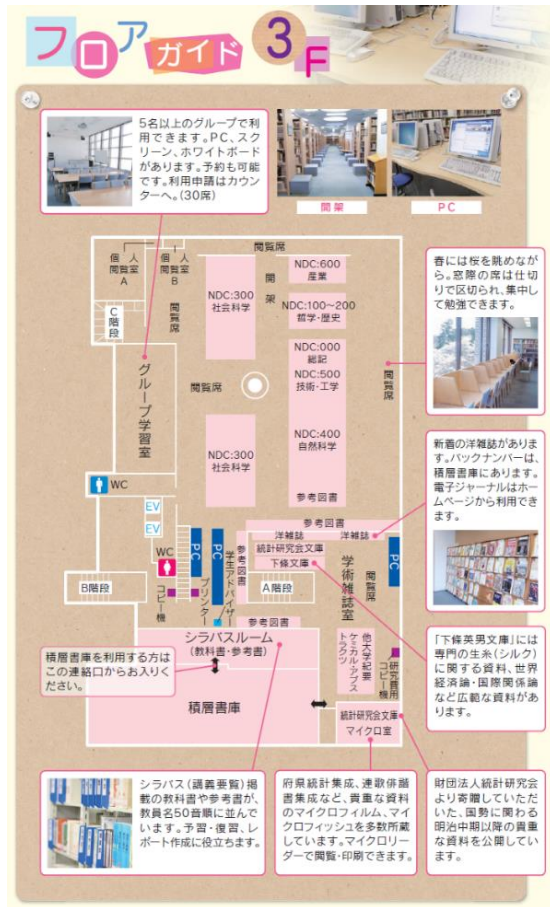 フロアガイド3F
5名以上のグループで利
用できます。PC、スク
リーン、ホワイトボード
があります。予約も可能
です。利用申請はカウン
ターへ。(30席)
開架
PC
閲覧席
個人
閲覧室
A
個人
閲覧室
B
C
階段
閲覧席
NDC:300
社会科学
開架
NDC:600
産業
NDC:100～200
哲学・歴史
NDC:000
総記
NDC:500
技術・工学
NDC:400
自然科学
参考図書
閲覧席
グループ学習室
閲覧席
NDC:300
社会科学
春には桜を眺めなが
ら。窓際の席は仕切
りで区切られ、集中し
て勉強できます。
新着の洋雑誌がありま
す。バックナンバーは、
積層書庫にあります。
電子ジャーナルはホー
ムページから利用でき
ます。
WC
EV
EV
WC
PC
PC
参考図書
参考図書
洋雑誌
洋雑誌
統計研究会文庫
下條文庫
PC
B階段
コピー機
プリンター
学生アドバイザー
A階段
学術雑誌室
閲覧席
参考図書
シラバスルーム
(教科書・参考書)
他大学紀要
ケミカル・アブス
トラクツ
研究費用
コピー機
積層書庫を利用する方は
この連絡口からお入りく
ださい。
積層書庫
統計研究会文庫
マイクロ室
「下條英男文庫」には
専門の生糸（シルク）
に関する資料、世界
経済論・国際関係論
など広範な資料があ
ります。
シラバス（講義要覧）掲
載の教科書や参考書が、
教員名50音順に並んで
います。予習・復習、レ
ポート作成に役立ちます。
府県統計集成、連歌俳諧
書集成など、貴重な資料
のマイクロフィルム、マイ
クロフィッシュを多数所蔵
しています。マイクロリー
ダーで閲覧・印刷できます。
財団法人統計研究会
より寄贈していただ
いた、国勢に関わる
明治中期以降の貴重
な資料を公開してい
ます。